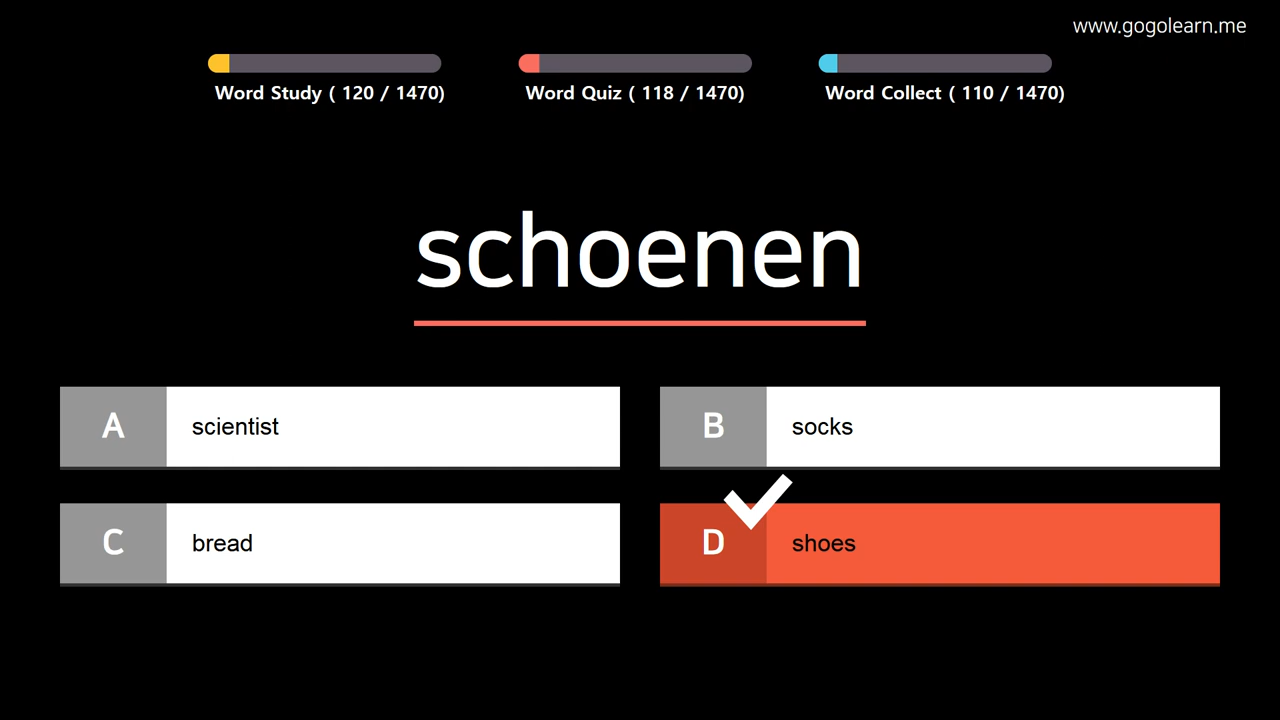 www.gogolearn.me
Word Study ( 120 / 1470)
Word Quiz ( 118 / 1470)
Word Collect ( 110 / 1470)
schoenen
A scientist
B socks
C bread
D shoes